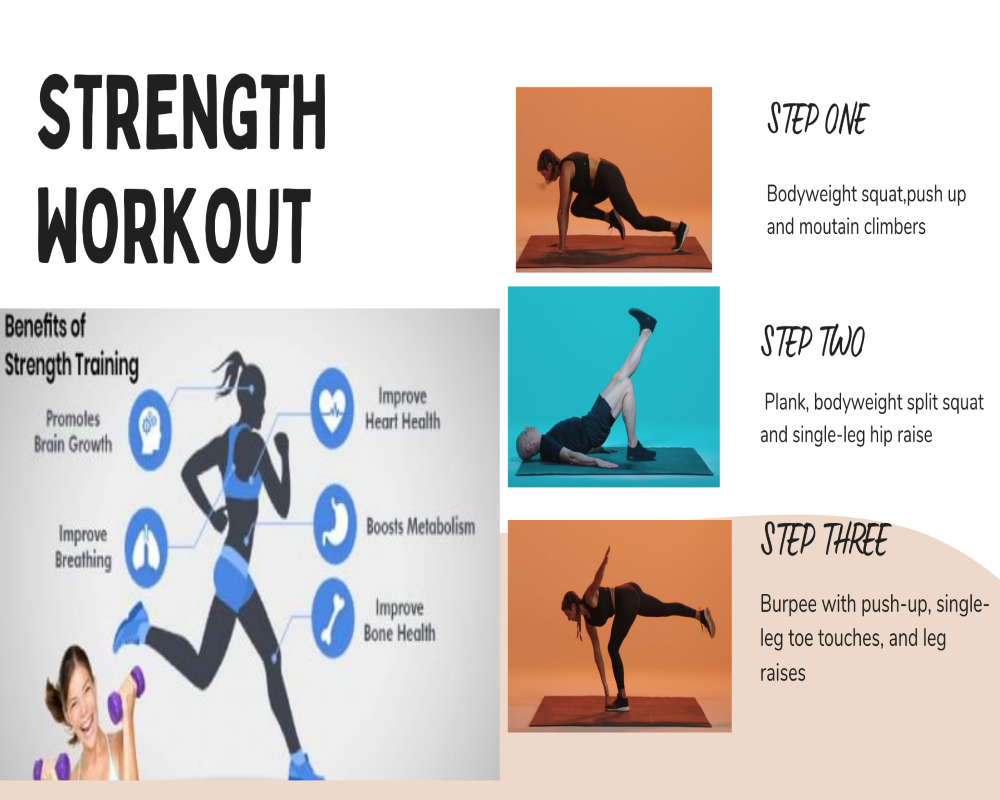 STRENGTH
WORKOUT
Benefits of
Strength Training
Promotes
Brain Growth
Improve
Heart Health
Improve
Breathing
Boosts Metabolism
Improve
Bone Health
STEP ONE
Bodyweight squat,push up
and moutain climbers
STEP TWO
Plank, bodyweight split squat
and single-leg hip raise
STEP THREE
Burpee with push-up, single-
leg toe touches, and leg
raises